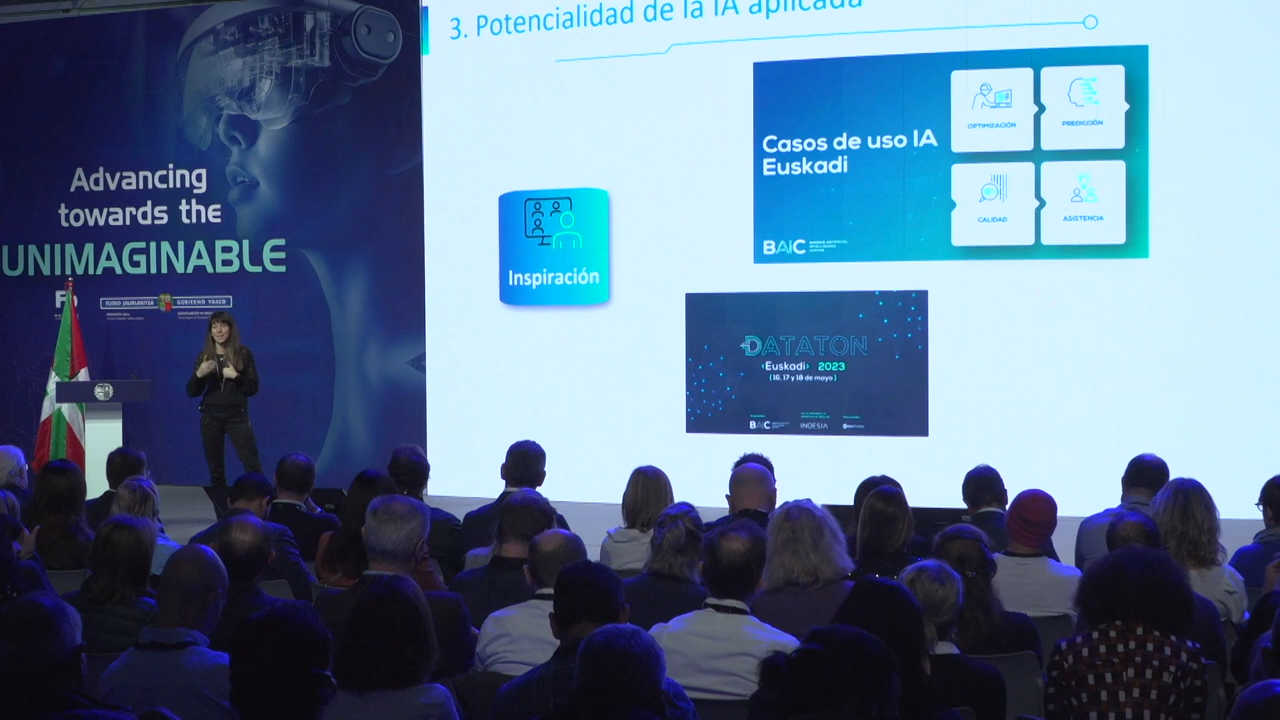 3. Potencialidad de la IA aplicada
Advancing
towards the
UNIMAGINABLE
EUSKO JAURLARITZA
GOBIERNO VASCO
Inspiración
Casos de uso IA
Euskadi
OPTIMIZACIÓN
PREDICCIÓN
CALIDAD
ASISTENCIA
BAIC
DATATON
‹Euskadi› 2023
(16, 17 y 18 de mayo)
BAIC
INDESIA